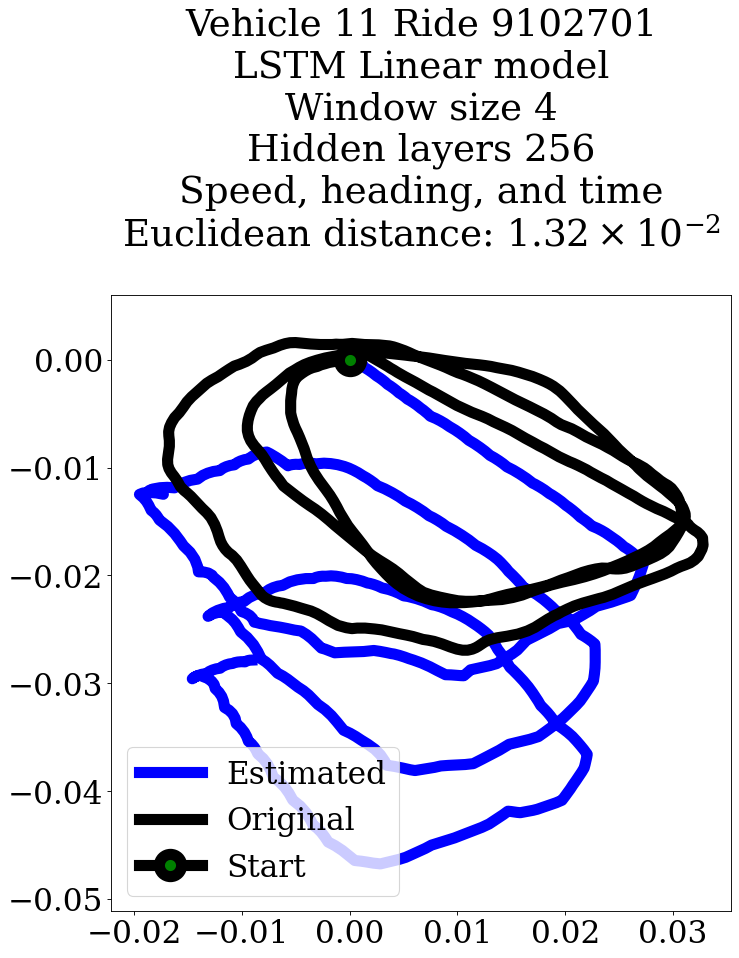 Vehicle 11 Ride 9102701
LSTM Linear model
Window size 4
Hidden layers 256
Speed, heading, and time
Euclidean distance: 1.32 × 10⁻²
0.00
−0.01
−0.02
−0.03
−0.04
−0.05
Estimated
Original
Start
−0.02 −0.01 0.00 0.01 0.02 0.03